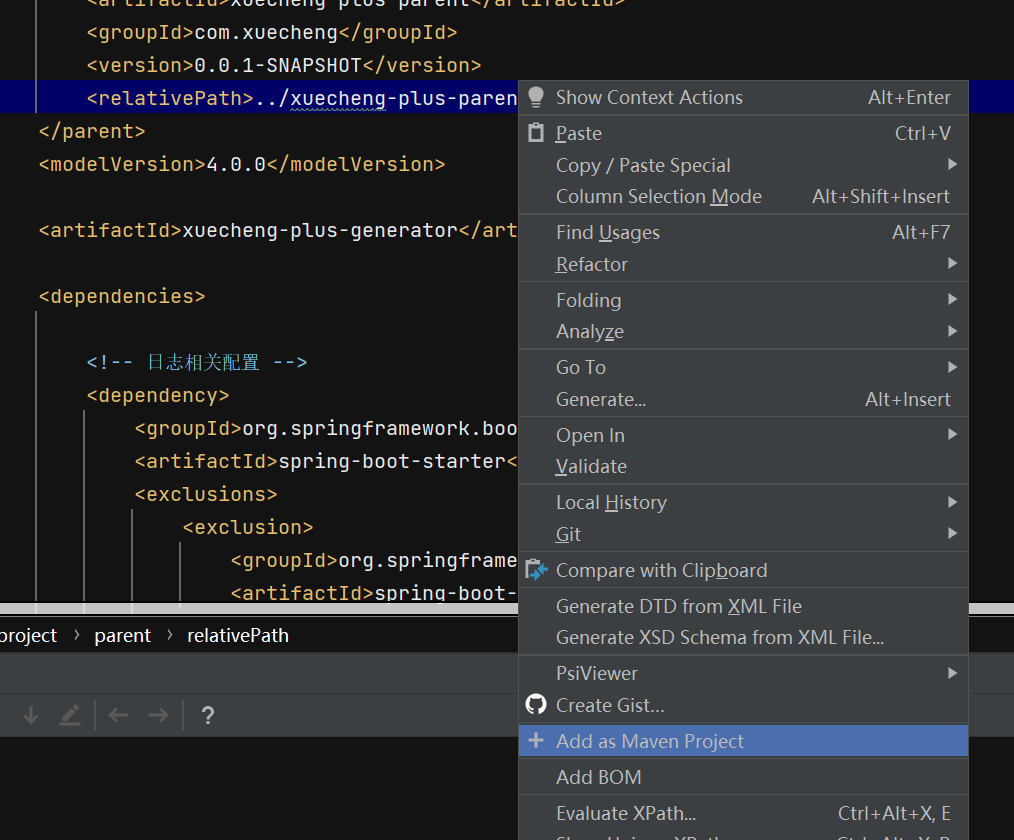 <artifactId>xuecheng-plus-parent</artifactId>
<groupId>com.xuecheng</groupId>
<version>0.0.1-SNAPSHOT</version>
<relativePath>../xuecheng-plus-paren
</parent>
<modelVersion>4.0.0</modelVersion>
<artifactId>xuecheng-plus-generator</art
<dependencies>
<!-- 日志相关配置 -->
<dependency>
<groupId>org.springframework.boo
<artifactId>spring-boot-starter<
<exclusions>
<exclusion>
<groupId>org.springframe
<artifactId>spring-boot-
project › parent › relativePath
?
Show Context Actions Alt+Enter
Paste Ctrl+V
Copy / Paste Special
Column Selection Mode Alt+Shift+Insert
Find Usages Alt+F7
Refactor
Folding
Analyze
Go To
Generate... Alt+Insert
Open In
Validate
Local History
Git
Compare with Clipboard
Generate DTD from XML File
Generate XSD Schema from XML File...
PsiViewer
Create Gist...
Add as Maven Project
Add BOM
Evaluate XPath... Ctrl+Alt+X, E